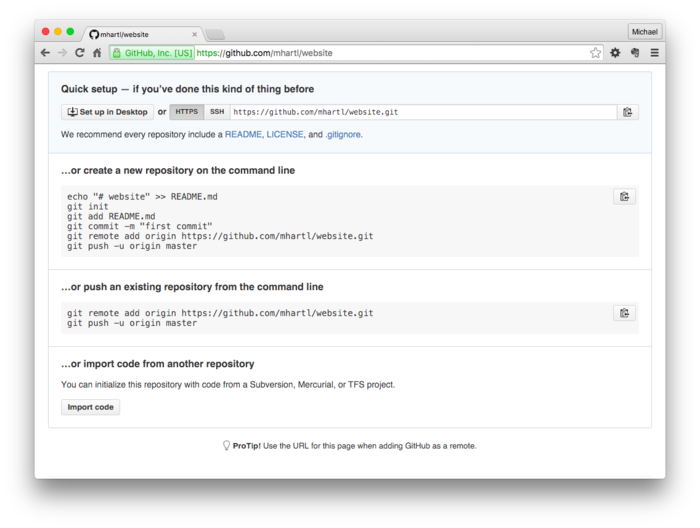 mhartl/website
Michael
GitHub, Inc. [US] https://github.com/mhartl/website
Quick setup — if you've done this kind of thing before
Set up in Desktop or HTTPS SSH https://github.com/mhartl/website.git
We recommend every repository include a README, LICENSE, and .gitignore.
…or create a new repository on the command line
echo "# website" >> README.md
git init
git add README.md
git commit -m "first commit"
git remote add origin https://github.com/mhartl/website.git
git push -u origin master
…or push an existing repository from the command line
git remote add origin https://github.com/mhartl/website.git
git push -u origin master
…or import code from another repository
You can initialize this repository with code from a Subversion, Mercurial, or TFS project.
Import code
ProTip! Use the URL for this page when adding GitHub as a remote.